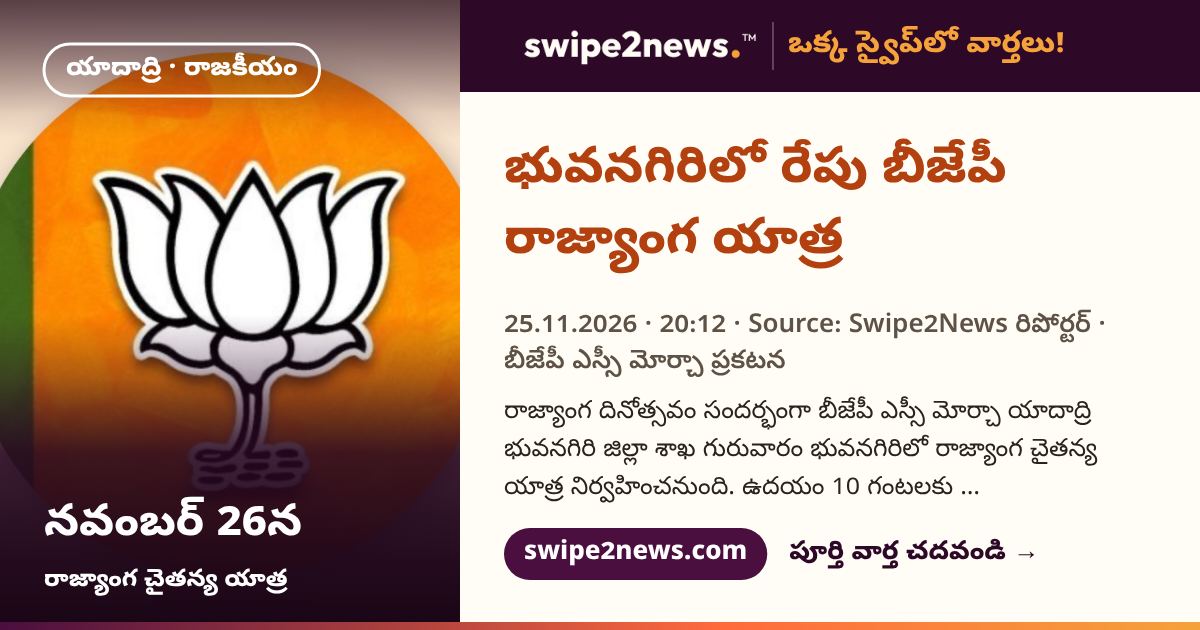 యాదాద్రి · రాజకీయం
నవంబర్ 26న
రాజ్యాంగ చైతన్య యాత్ర
swipe2news.™
ఒక్క స్వైప్‌లో వార్తలు!
భువనగిరిలో రేపు బీజేపీ
రాజ్యాంగ యాత్ర
25.11.2026 · 20:12 · Source: Swipe2News రిపోర్టర్ ·
బీజేపీ ఎస్సీ మోర్చా ప్రకటన
రాజ్యాంగ దినోత్సవం సందర్భంగా బీజేపీ ఎస్సీ మోర్చా యాదాద్రి
భువనగిరి జిల్లా శాఖ గురువారం భువనగిరిలో రాజ్యాంగ చైతన్య
యాత్ర నిర్వహించనుంది. ఉదయం 10 గంటలకు ...
swipe2news.com
పూర్తి వార్త చదవండి →